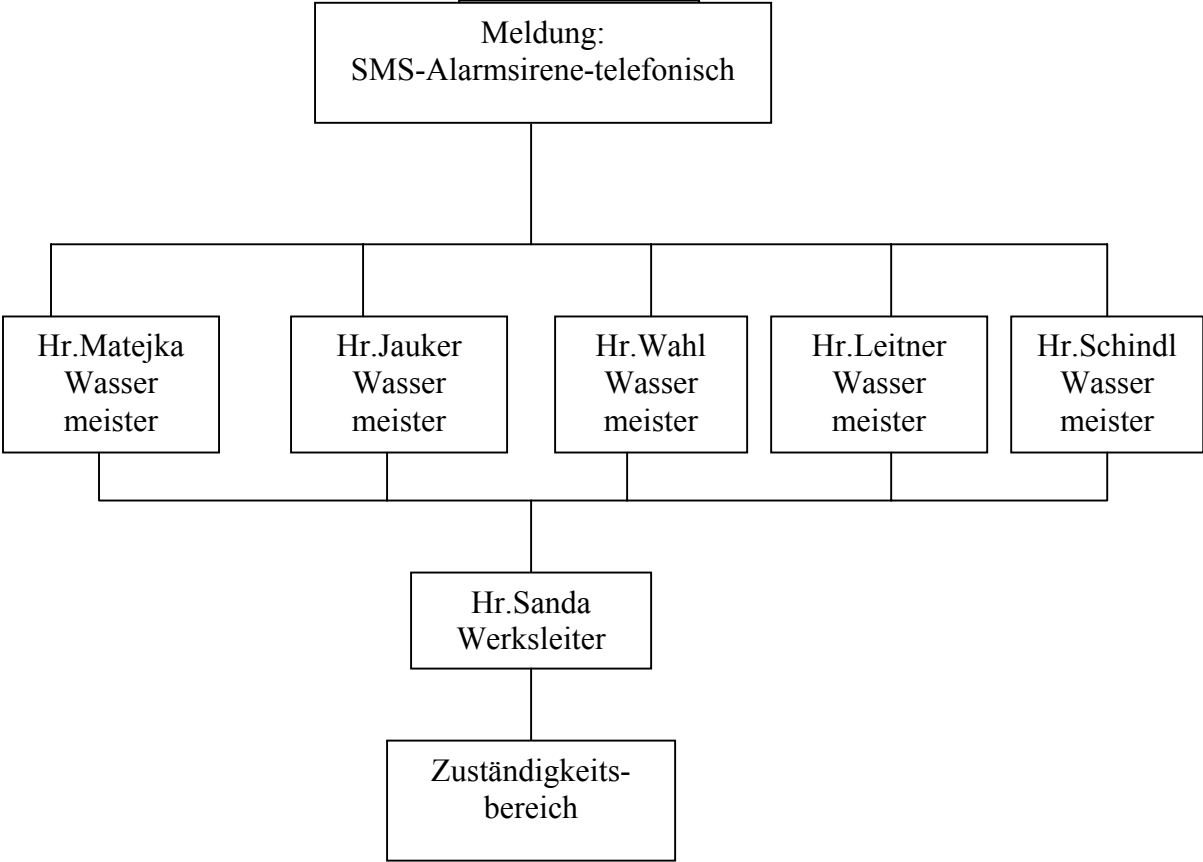 Meldung:
SMS-Alarmsirene-telefonisch
Hr.Matejka
Wasser
meister
Hr.Jauker
Wasser
meister
Hr.Wahl
Wasser
meister
Hr.Leitner
Wasser
meister
Hr.Schindl
Wasser
meister
Hr.Sanda
Werksleiter
Zuständigkeits-
bereich